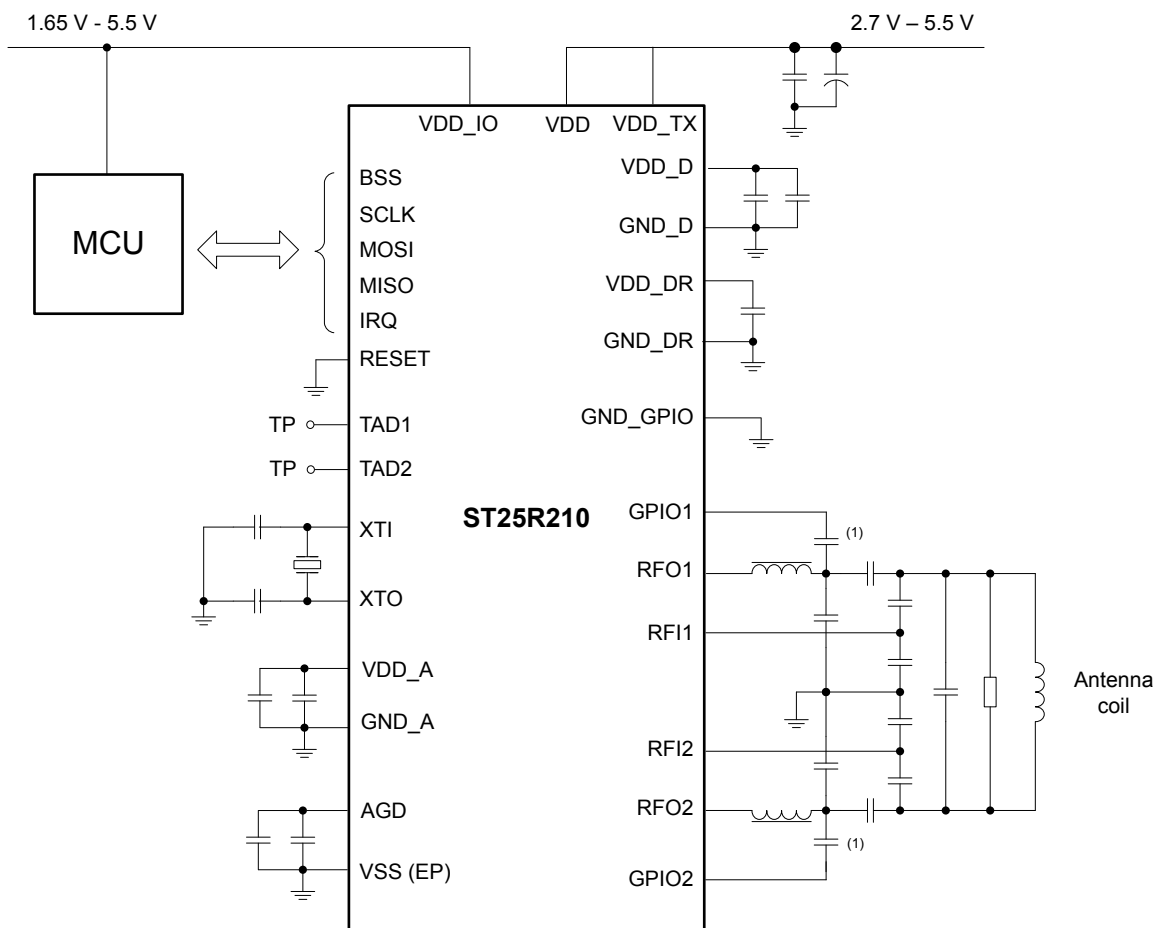 1.65 V - 5.5 V
2.7 V – 5.5 V
VDD_IO
VDD
VDD_TX
MCU
BSS
SCLK
MOSI
MISO
IRQ
RESET
TP
TAD1
TP
TAD2
XTI
XTO
VDD_A
GND_A
AGD
VSS (EP)
ST25R210
VDD_D
GND_D
VDD_DR
GND_DR
GND_GPIO
GPIO1
(1)
RFO1
RFI1
RFI2
RFO2
(1)
GPIO2
Antenna
coil